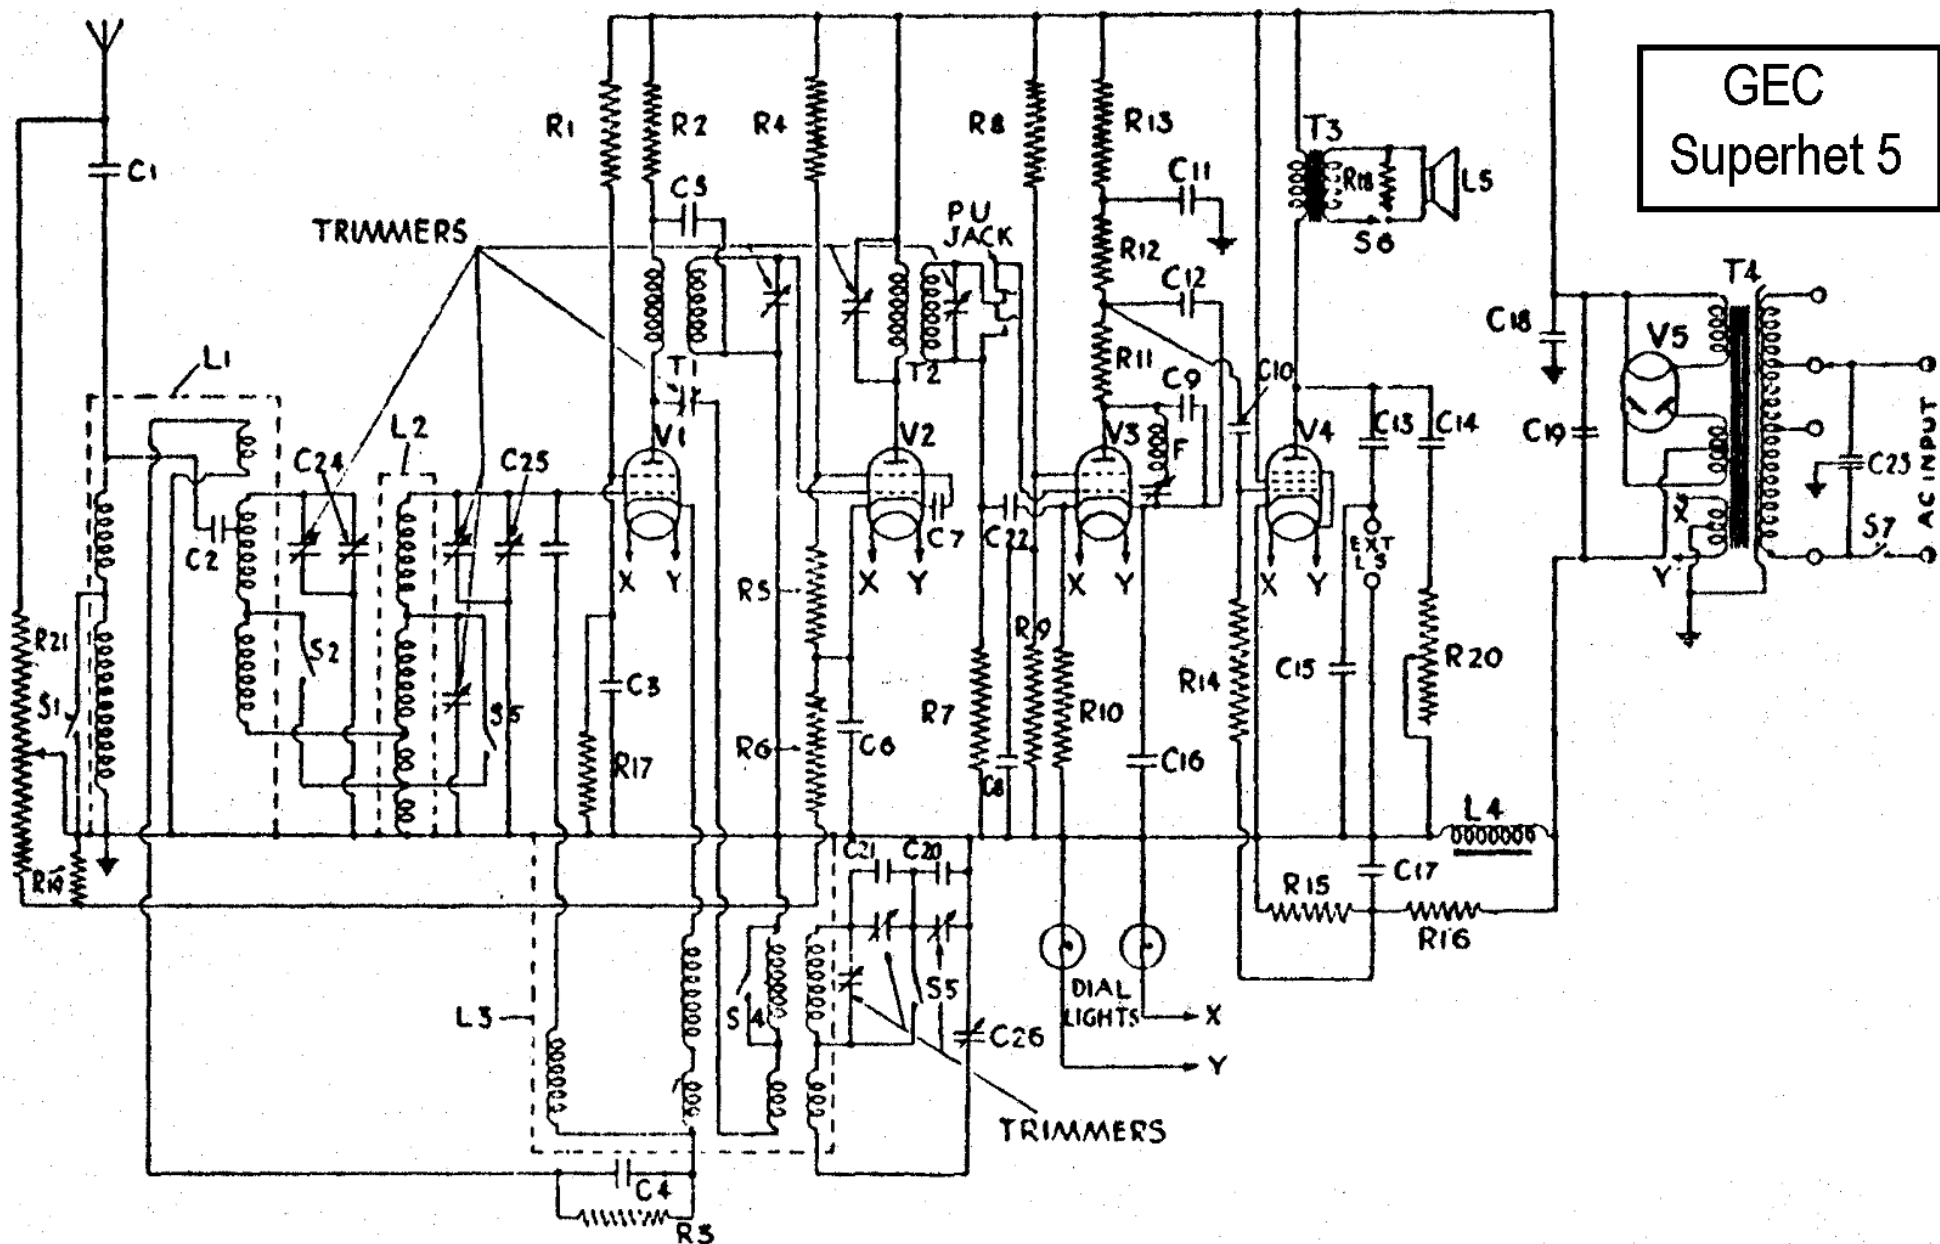 GEC
Superhet 5
R1
R2
R4
R8
R13
T3
C1
C5
C11
R18
L5
TRIMMERS
PU
JACK
R12
S6
C12
T4
C18
V5
L1
T1
T2
R11
C9
C10
L2
V1
V2
V3
F
V4
C13
C14
C19
C23
AC INPUT
C24
C25
C2
C7
C22
X
S7
EXT
LS
X
Y
X
Y
X
Y
X
Y
Y
R5
R9
R21
S2
C3
C15
R20
R14
S1
R7
R10
C6
R6
R17
C8
C16
L4
C21
C20
R19
C17
R15
R16
S4
S5
DIAL
LIGHTS
L3
C26
X
Y
TRIMMERS
C4
R3